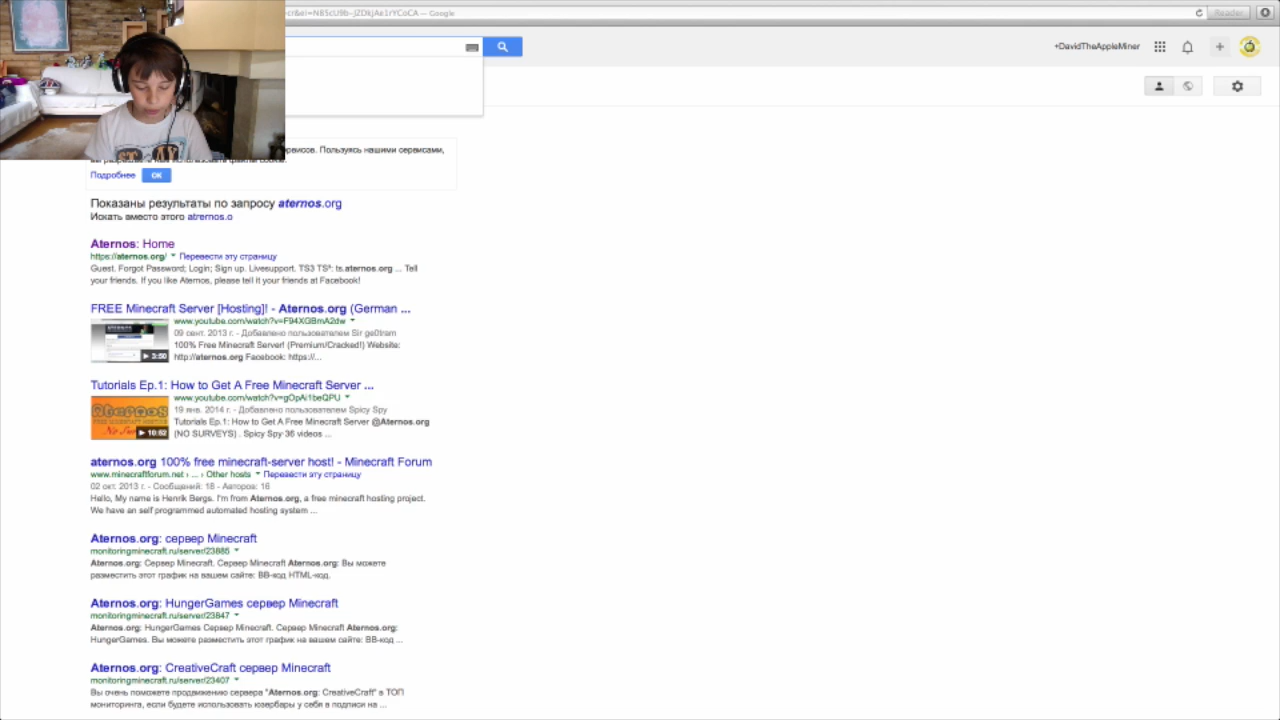 — Google
Reader
+DavidTheAppleMiner
Пользуясь нашими сервисами,
Подробнее
OK
Показаны результаты по запросу aternos.org
Искать вместо этого atrernos.o
Aternos: Home
https://aternos.org/ Перевести эту страницу
Guest. Forgot Password; Login; Sign up. Livesupport. TS3 TS³: ts.aternos.org ... Tell
your friends. If you like Aternos, please tell it your friends at Facebook!
FREE Minecraft Server [Hosting]! - Aternos.org (German ...
www.youtube.com/watch?v=F94XGBmA2dw
09 сент. 2013 г. - Добавлено пользователем Sir ge0tram
100% Free Minecraft Server! (Premium/Cracked!) Website:
http://aternos.org Facebook: https://...
3:50
Tutorials Ep.1: How to Get A Free Minecraft Server ...
www.youtube.com/watch?v=gOpAi1beQPU
19 янв. 2014 г. - Добавлено пользователем Spicy Spy
Tutorials Ep.1: How to Get A Free Minecraft Server @Aternos.org
(NO SURVEYS) . Spicy Spy·36 videos ...
10:52
aternos.org 100% free minecraft-server host! - Minecraft Forum
www.minecraftforum.net › ... › Other hosts Перевести эту страницу
02 окт. 2013 г. - Сообщений: 18 - Авторов: 16
Hello, My name is Henrik Bergs. I'm from Aternos.org, a free minecraft hosting project.
We have an self programmed automated hosting system ...
Aternos.org: сервер Minecraft
monitoringminecraft.ru/server/23885
Aternos.org: Сервер Minecraft. Сервер Minecraft Aternos.org: Вы можете
разместить этот график на вашем сайте: BB-код HTML-код.
Aternos.org: HungerGames сервер Minecraft
monitoringminecraft.ru/server/23847
Aternos.org: HungerGames Сервер Minecraft. Сервер Minecraft Aternos.org:
HungerGames. Вы можете разместить этот график на вашем сайте: BB-код ...
Aternos.org: CreativeCraft сервер Minecraft
monitoringminecraft.ru/server/23407
Вы очень поможете продвижению сервера "Aternos.org: CreativeCraft" в ТОП
мониторинга, если будете использовать юзербары у себя в подписи на ...